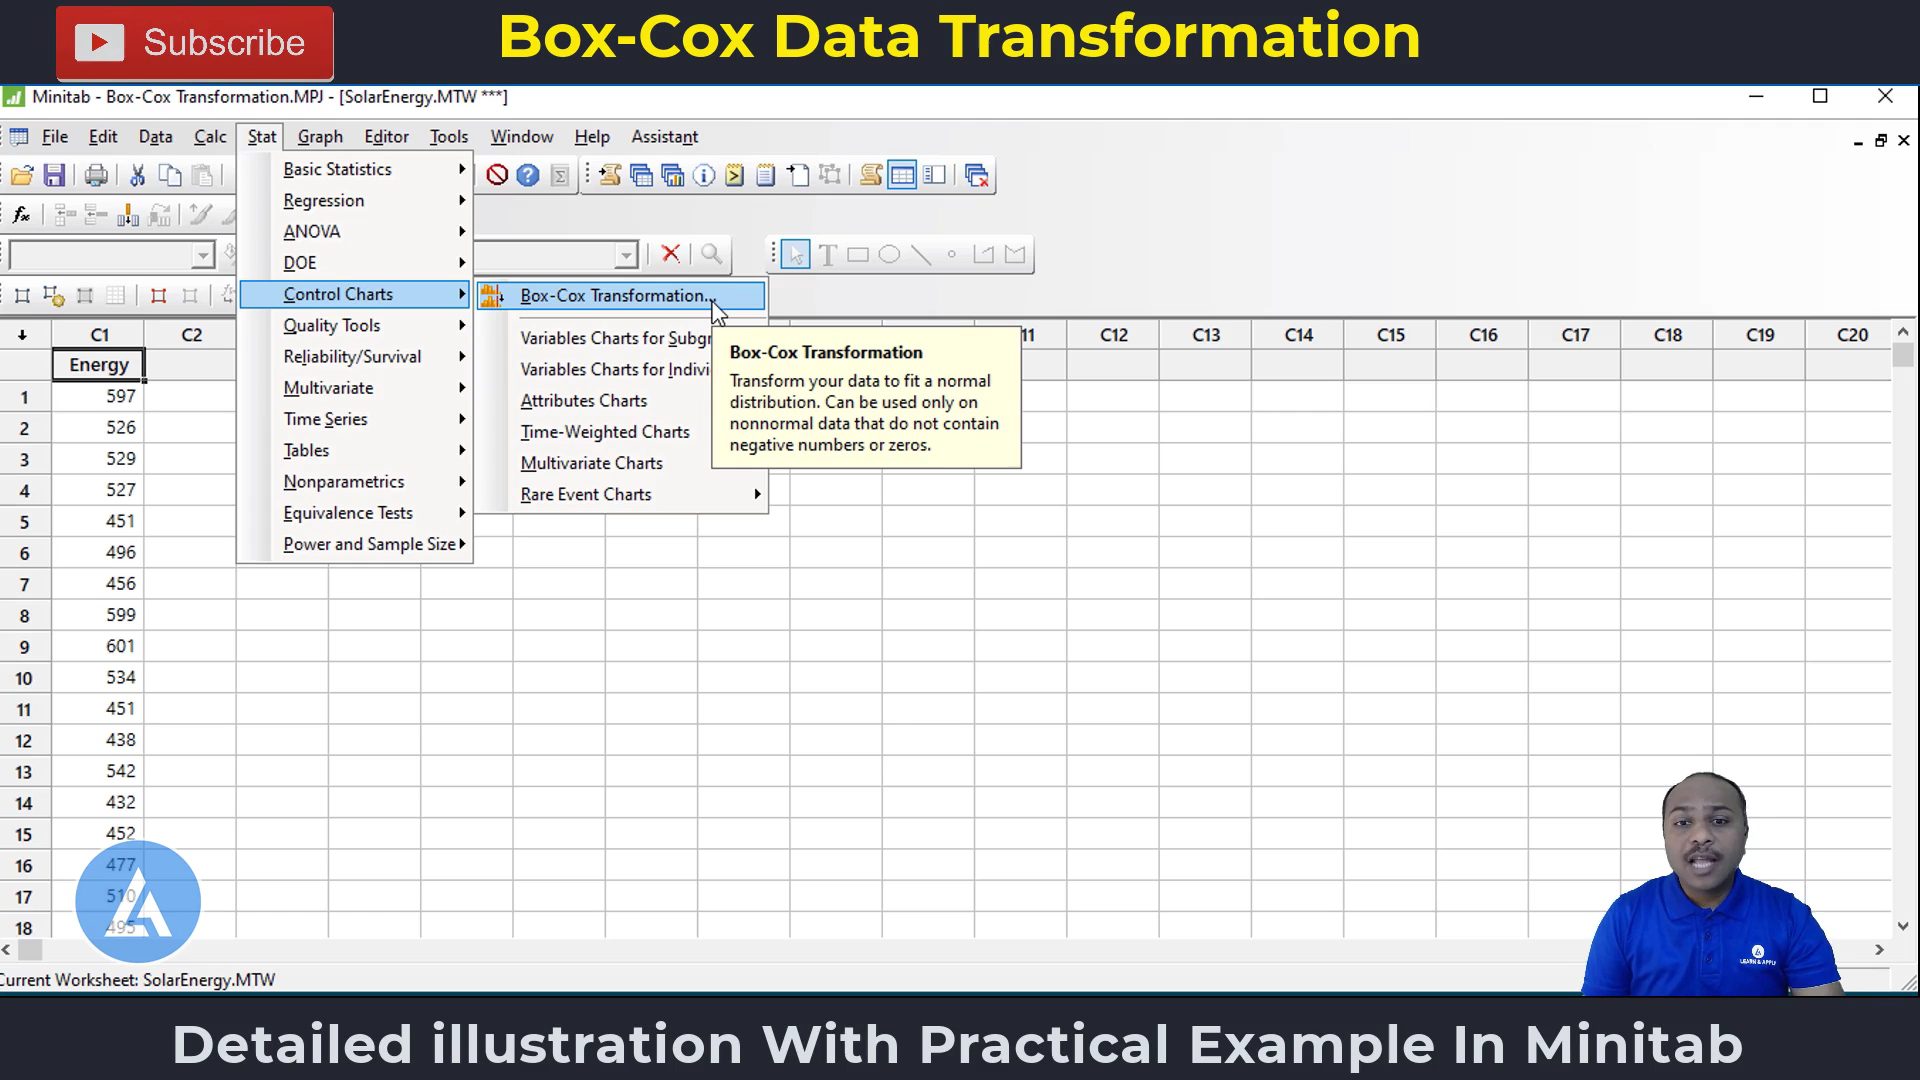 Subscribe
Box-Cox Data Transformation
Minitab - Box-Cox Transformation.MPJ - [SolarEnergy.MTW ***]
File Edit Data Calc Stat Graph Editor Tools Window Help Assistant
Basic Statistics
Regression
ANOVA
DOE
Control Charts
Quality Tools
Reliability/Survival
Multivariate
Time Series
Tables
Nonparametrics
Equivalence Tests
Power and Sample Size
Box-Cox Transformation...
Variables Charts for Subgr
Variables Charts for Indivi
Attributes Charts
Time-Weighted Charts
Multivariate Charts
Rare Event Charts
Box-Cox Transformation
Transform your data to fit a normal
distribution. Can be used only on
nonnormal data that do not contain
negative numbers or zeros.
C1 C2 11 C12 C13 C14 C15 C16 C17 C18 C19 C20
Energy
1 597
2 526
3 529
4 527
5 451
6 496
7 456
8 599
9 601
10 534
11 451
12 438
13 542
14 432
15 452
16 477
17 510
18 495
LEARN & APPLY
Current Worksheet: SolarEnergy.MTW
Detailed illustration With Practical Example In Minitab